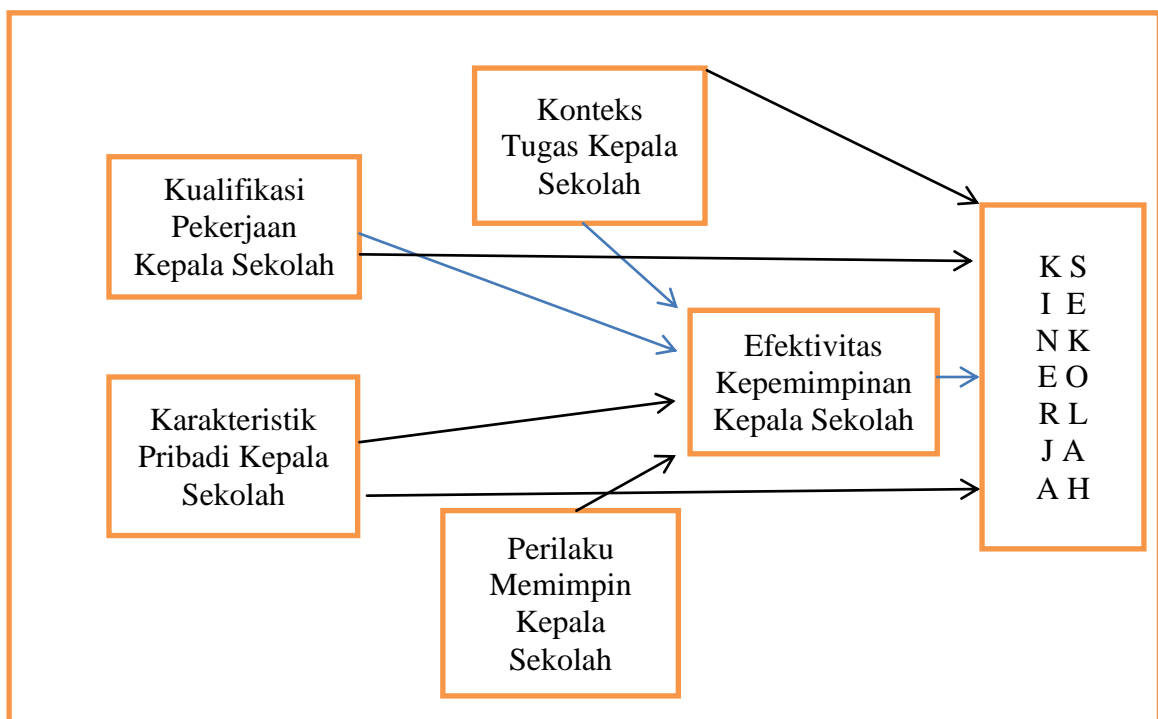 Konteks
Tugas Kepala
Sekolah
Kualifikasi
Pekerjaan
Kepala Sekolah
Efektivitas
Kepemimpinan
Kepala Sekolah
Karakteristik
Pribadi Kepala
Sekolah
Perilaku
Memimpin
Kepala
Sekolah
K S
I E
N K
E O
R L
J A
A H